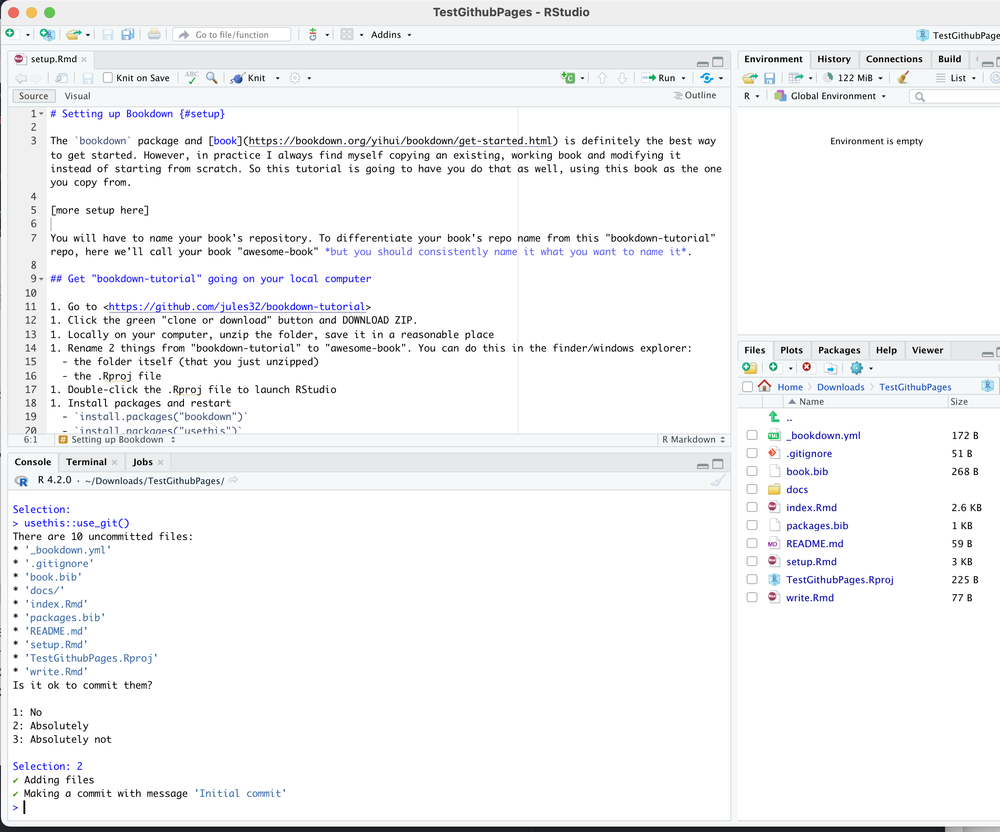 TestGithubPages - RStudio
Go to file/function
Addins
TestGithubPage
setup.Rmd
Knit on Save
ABC
Knit
Run
Source Visual
Outline
1 # Setting up Bookdown {#setup}
2
3 The `bookdown` package and [book](https://bookdown.org/yihui/bookdown/get-started.html) is definitely the best way
to get started. However, in practice I always find myself copying an existing, working book and modifying it
instead of starting from scratch. So this tutorial is going to have you do that as well, using this book as the one
you copy from.
4
5 [more setup here]
6
7 You will have to name your book's repository. To differentiate your book's repo name from this "bookdown-tutorial"
repo, here we'll call your book "awesome-book" *but you should consistently name it what you want to name it*.
8
9 ## Get "bookdown-tutorial" going on your local computer
10
11 1. Go to <https://github.com/jules32/bookdown-tutorial>
12 1. Click the green "clone or download" button and DOWNLOAD ZIP.
13 1. Locally on your computer, unzip the folder, save it in a reasonable place
14 1. Rename 2 things from "bookdown-tutorial" to "awesome-book". You can do this in the finder/windows explorer:
15 - the folder itself (that you just unzipped)
16 - the .Rproj file
17 1. Double-click the .Rproj file to launch RStudio
18 1. Install packages and restart
19 - `install.packages("bookdown")`
20 - `install.packages("usethis")`
6:1 # Setting up Bookdown R Markdown
Console Terminal Jobs
R 4.2.0 · ~/Downloads/TestGithubPages/
Selection:
> usethis::use_git()
There are 10 uncommitted files:
* '_bookdown.yml'
* '.gitignore'
* 'book.bib'
* 'docs/'
* 'index.Rmd'
* 'packages.bib'
* 'README.md'
* 'setup.Rmd'
* 'TestGithubPages.Rproj'
* 'write.Rmd'
Is it ok to commit them?
1: No
2: Absolutely
3: Absolutely not
Selection: 2
✔ Adding files
✔ Making a commit with message 'Initial commit'
>
Environment History Connections Build
122 MiB List
R Global Environment
Environment is empty
Files Plots Packages Help Viewer
Home Downloads TestGithubPages
Name Size
..
_bookdown.yml 172 B
.gitignore 51 B
book.bib 268 B
docs
index.Rmd 2.6 KB
packages.bib 1 KB
README.md 59 B
setup.Rmd 3 KB
TestGithubPages.Rproj 225 B
write.Rmd 77 B